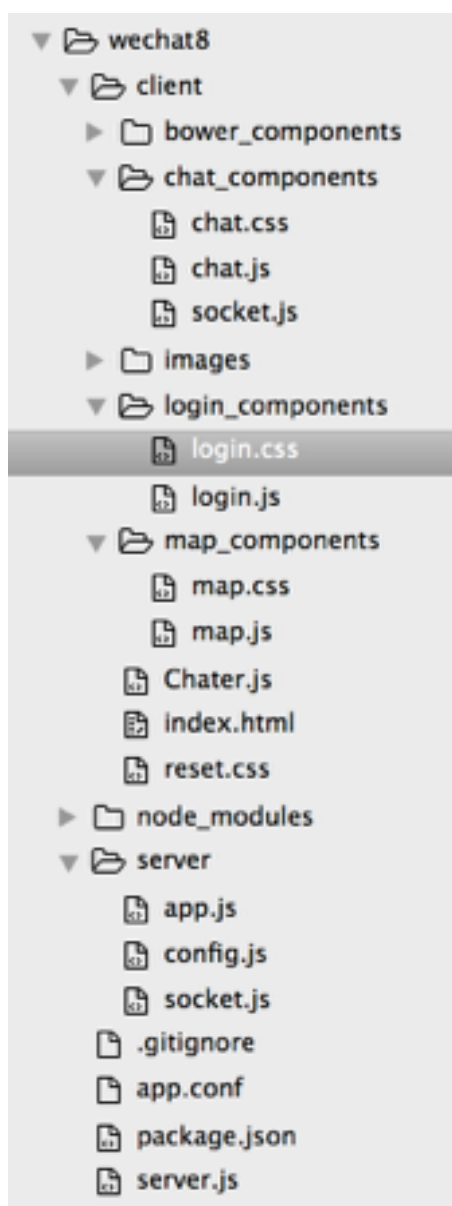 wechat8
client
bower_components
chat_components
chat.css
chat.js
socket.js
images
login_components
login.css
login.js
map_components
map.css
map.js
Chater.js
index.html
reset.css
node_modules
server
app.js
config.js
socket.js
.gitignore
app.conf
package.json
server.js